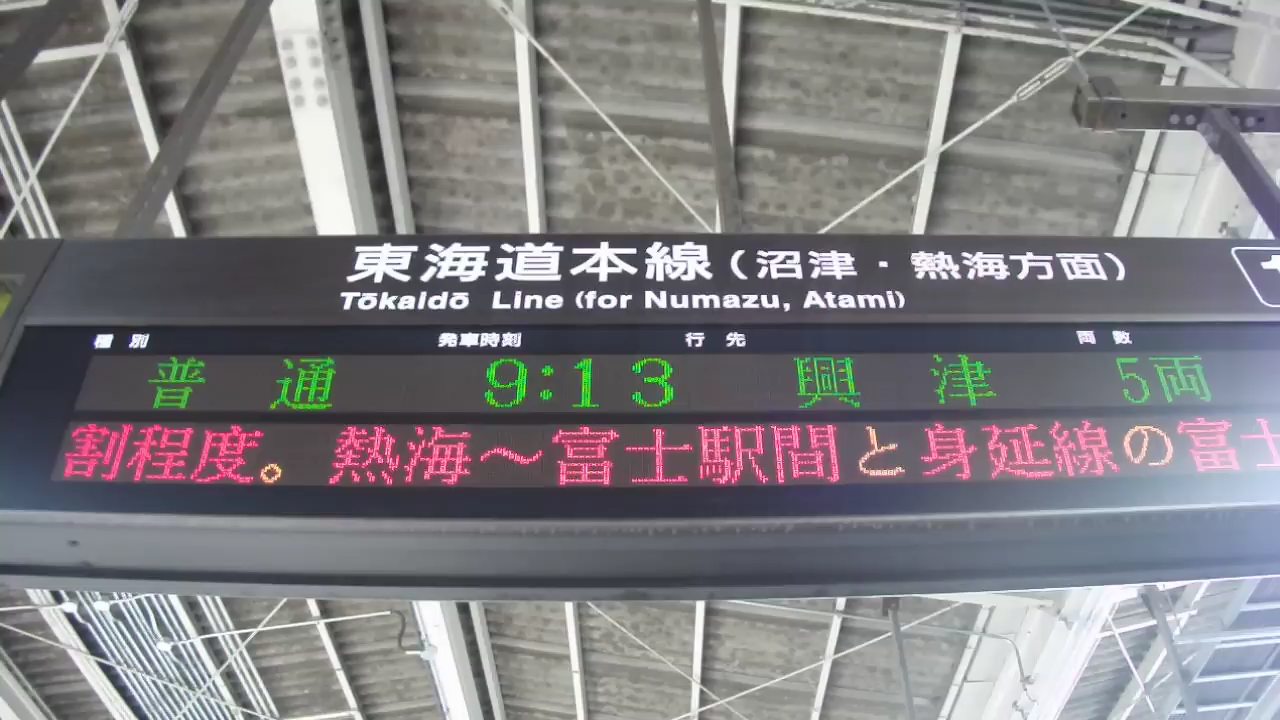 東海道本線（沼津・熱海方面）
Tōkaidō Line (for Numazu, Atami)
種別 発車時刻 行先 両数
普通 9:13 興津 5両
割程度。熱海～富士駅間と身延線の富士